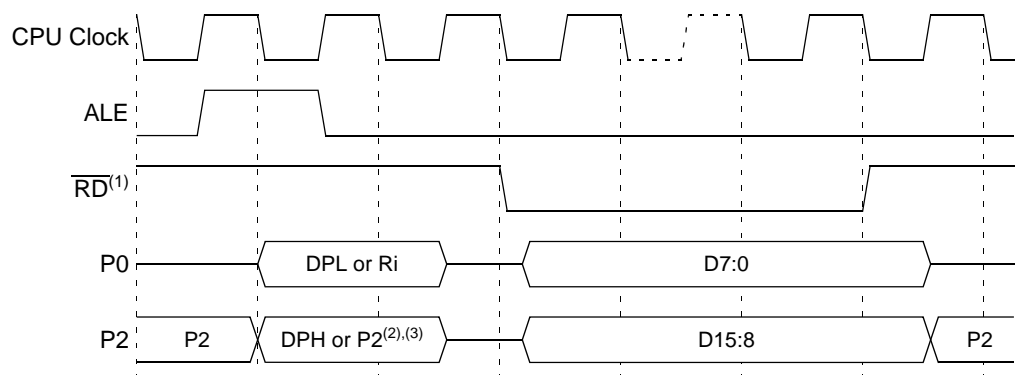 CPU Clock
ALE
RD(1)
P0 DPL or Ri D7:0
P2 P2 DPH or P2(2),(3) D15:8 P2